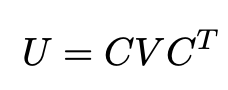 U = CVC^T